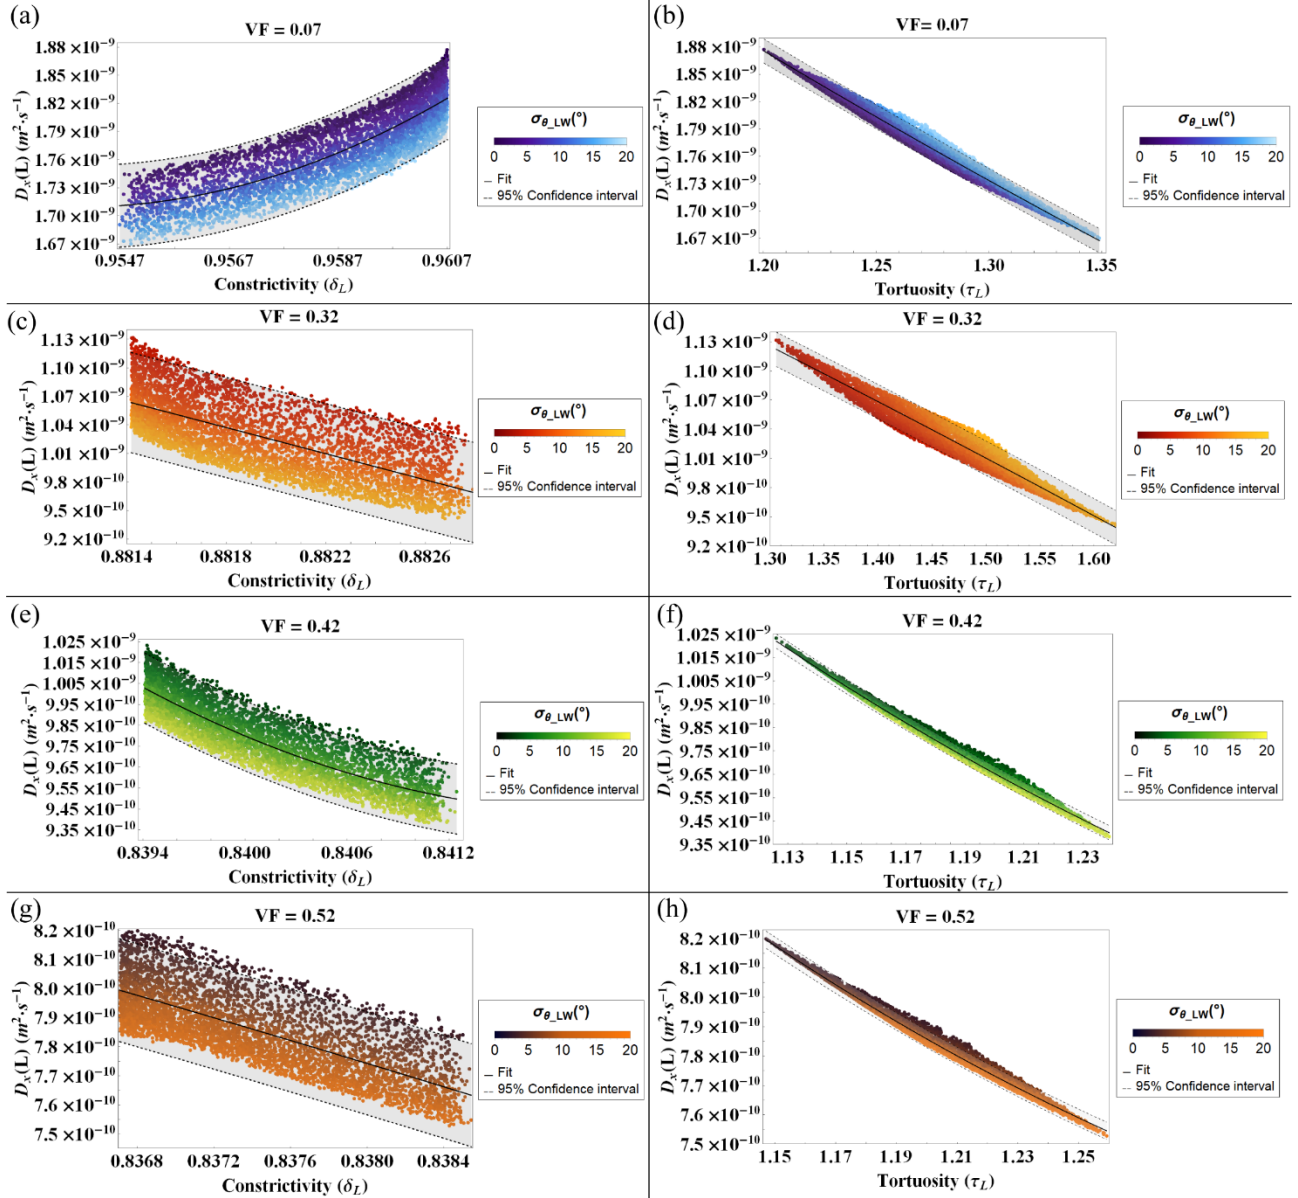 (a)
VF = 0.07
1.88 ×10⁻⁹
1.85 ×10⁻⁹
1.82 ×10⁻⁹
1.79 ×10⁻⁹
1.76 ×10⁻⁹
1.73 ×10⁻⁹
1.70 ×10⁻⁹
1.67 ×10⁻⁹
Dₓ(L) (m²·s⁻¹)
0.9547 0.9567 0.9587 0.9607
Constrictivity (δ_L)
σ_θ_LW(°)
0 5 10 15 20
— Fit
-- 95% Confidence interval
(b)
VF= 0.07
1.88 ×10⁻⁹
1.85 ×10⁻⁹
1.82 ×10⁻⁹
1.79 ×10⁻⁹
1.76 ×10⁻⁹
1.73 ×10⁻⁹
1.70 ×10⁻⁹
1.67 ×10⁻⁹
Dₓ(L) (m²·s⁻¹)
1.20 1.25 1.30 1.35
Tortuosity (τ_L)
σ_θ_LW(°)
0 5 10 15 20
— Fit
-- 95% Confidence interval
(c)
VF = 0.32
1.13 ×10⁻⁹
1.10 ×10⁻⁹
1.07 ×10⁻⁹
1.04 ×10⁻⁹
1.01 ×10⁻⁹
9.8 ×10⁻¹⁰
9.5 ×10⁻¹⁰
9.2 ×10⁻¹⁰
Dₓ(L) (m²·s⁻¹)
0.8814 0.8818 0.8822 0.8826
Constrictivity (δ_L)
σ_θ_LW(°)
0 5 10 15 20
— Fit
-- 95% Confidence interval
(d)
VF = 0.32
1.13 ×10⁻⁹
1.10 ×10⁻⁹
1.07 ×10⁻⁹
1.04 ×10⁻⁹
1.01 ×10⁻⁹
9.8 ×10⁻¹⁰
9.5 ×10⁻¹⁰
9.2 ×10⁻¹⁰
Dₓ(L) (m²·s⁻¹)
1.30 1.35 1.40 1.45 1.50 1.55 1.60
Tortuosity (τ_L)
σ_θ_LW(°)
0 5 10 15 20
— Fit
-- 95% Confidence interval
(e)
VF = 0.42
1.025 ×10⁻⁹
1.015 ×10⁻⁹
1.005 ×10⁻⁹
9.95 ×10⁻¹⁰
9.85 ×10⁻¹⁰
9.75 ×10⁻¹⁰
9.65 ×10⁻¹⁰
9.55 ×10⁻¹⁰
9.45 ×10⁻¹⁰
9.35 ×10⁻¹⁰
Dₓ(L) (m²·s⁻¹)
0.8394 0.8400 0.8406 0.8412
Constrictivity (δ_L)
σ_θ_LW(°)
0 5 10 15 20
— Fit
-- 95% Confidence interval
(f)
VF = 0.42
1.025 ×10⁻⁹
1.015 ×10⁻⁹
1.005 ×10⁻⁹
9.95 ×10⁻¹⁰
9.85 ×10⁻¹⁰
9.75 ×10⁻¹⁰
9.65 ×10⁻¹⁰
9.55 ×10⁻¹⁰
9.45 ×10⁻¹⁰
9.35 ×10⁻¹⁰
Dₓ(L) (m²·s⁻¹)
1.13 1.15 1.17 1.19 1.21 1.23
Tortuosity (τ_L)
σ_θ_LW(°)
0 5 10 15 20
— Fit
-- 95% Confidence interval
(g)
VF = 0.52
8.2 ×10⁻¹⁰
8.1 ×10⁻¹⁰
8.0 ×10⁻¹⁰
7.9 ×10⁻¹⁰
7.8 ×10⁻¹⁰
7.7 ×10⁻¹⁰
7.6 ×10⁻¹⁰
7.5 ×10⁻¹⁰
Dₓ(L) (m²·s⁻¹)
0.8368 0.8372 0.8376 0.8380 0.8384
Constrictivity (δ_L)
σ_θ_LW(°)
0 5 10 15 20
— Fit
-- 95% Confidence interval
(h)
VF = 0.52
8.2 ×10⁻¹⁰
8.1 ×10⁻¹⁰
8.0 ×10⁻¹⁰
7.9 ×10⁻¹⁰
7.8 ×10⁻¹⁰
7.7 ×10⁻¹⁰
7.6 ×10⁻¹⁰
7.5 ×10⁻¹⁰
Dₓ(L) (m²·s⁻¹)
1.15 1.17 1.19 1.21 1.23 1.25
Tortuosity (τ_L)
σ_θ_LW(°)
0 5 10 15 20
— Fit
-- 95% Confidence interval